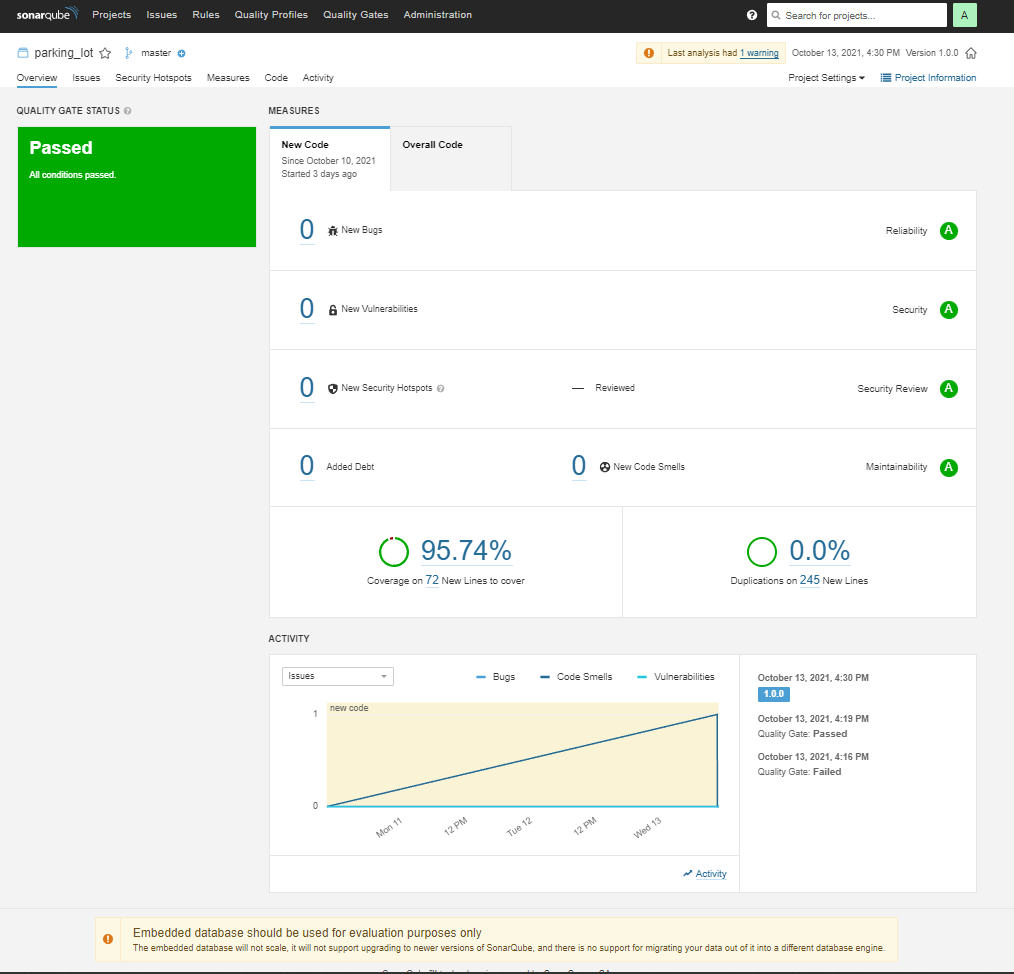 sonarqube Projects Issues Rules Quality Profiles Quality Gates Administration Search for projects... A
parking_lot master Last analysis had 1 warning October 13, 2021, 4:30 PM Version 1.0.0
Overview Issues Security Hotspots Measures Code Activity Project Settings Project Information
QUALITY GATE STATUS
Passed
All conditions passed.
MEASURES
New Code
Since October 10, 2021
Started 3 days ago
Overall Code
0 New Bugs Reliability A
0 New Vulnerabilities Security A
0 New Security Hotspots — Reviewed Security Review A
0 Added Debt 0 New Code Smells Maintainability A
95.74%
Coverage on 72 New Lines to cover
0.0%
Duplications on 245 New Lines
ACTIVITY
Issues Bugs Code Smells Vulnerabilities
new code
1
0
Mon 11 12 PM Tue 12 12 PM Wed 13
Activity
October 13, 2021, 4:30 PM
1.0.0
October 13, 2021, 4:19 PM
Quality Gate: Passed
October 13, 2021, 4:16 PM
Quality Gate: Failed
Embedded database should be used for evaluation purposes only
The embedded database will not scale, it will not support upgrading to newer versions of SonarQube, and there is no support for migrating your data out of it into a different database engine.